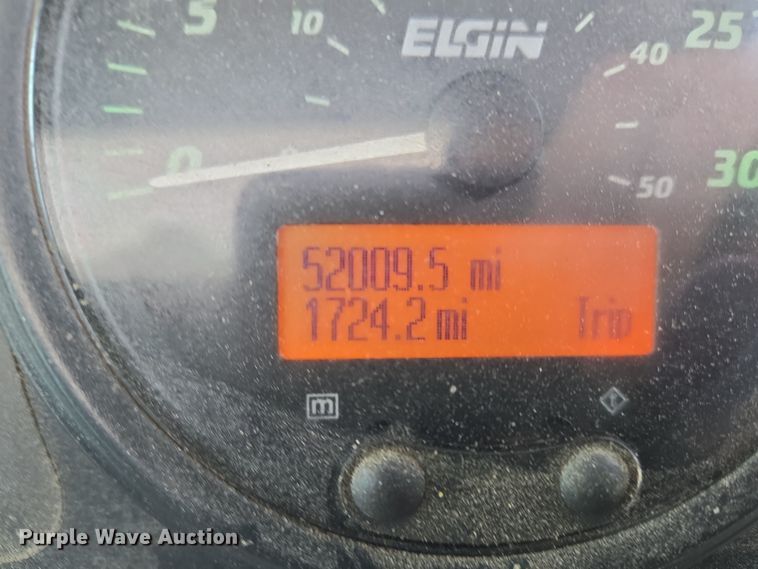 5 10 ELGIN 25
40
0 50 30
52009.5 mi
1724.2 mi Trip
m
Purple Wave Auction